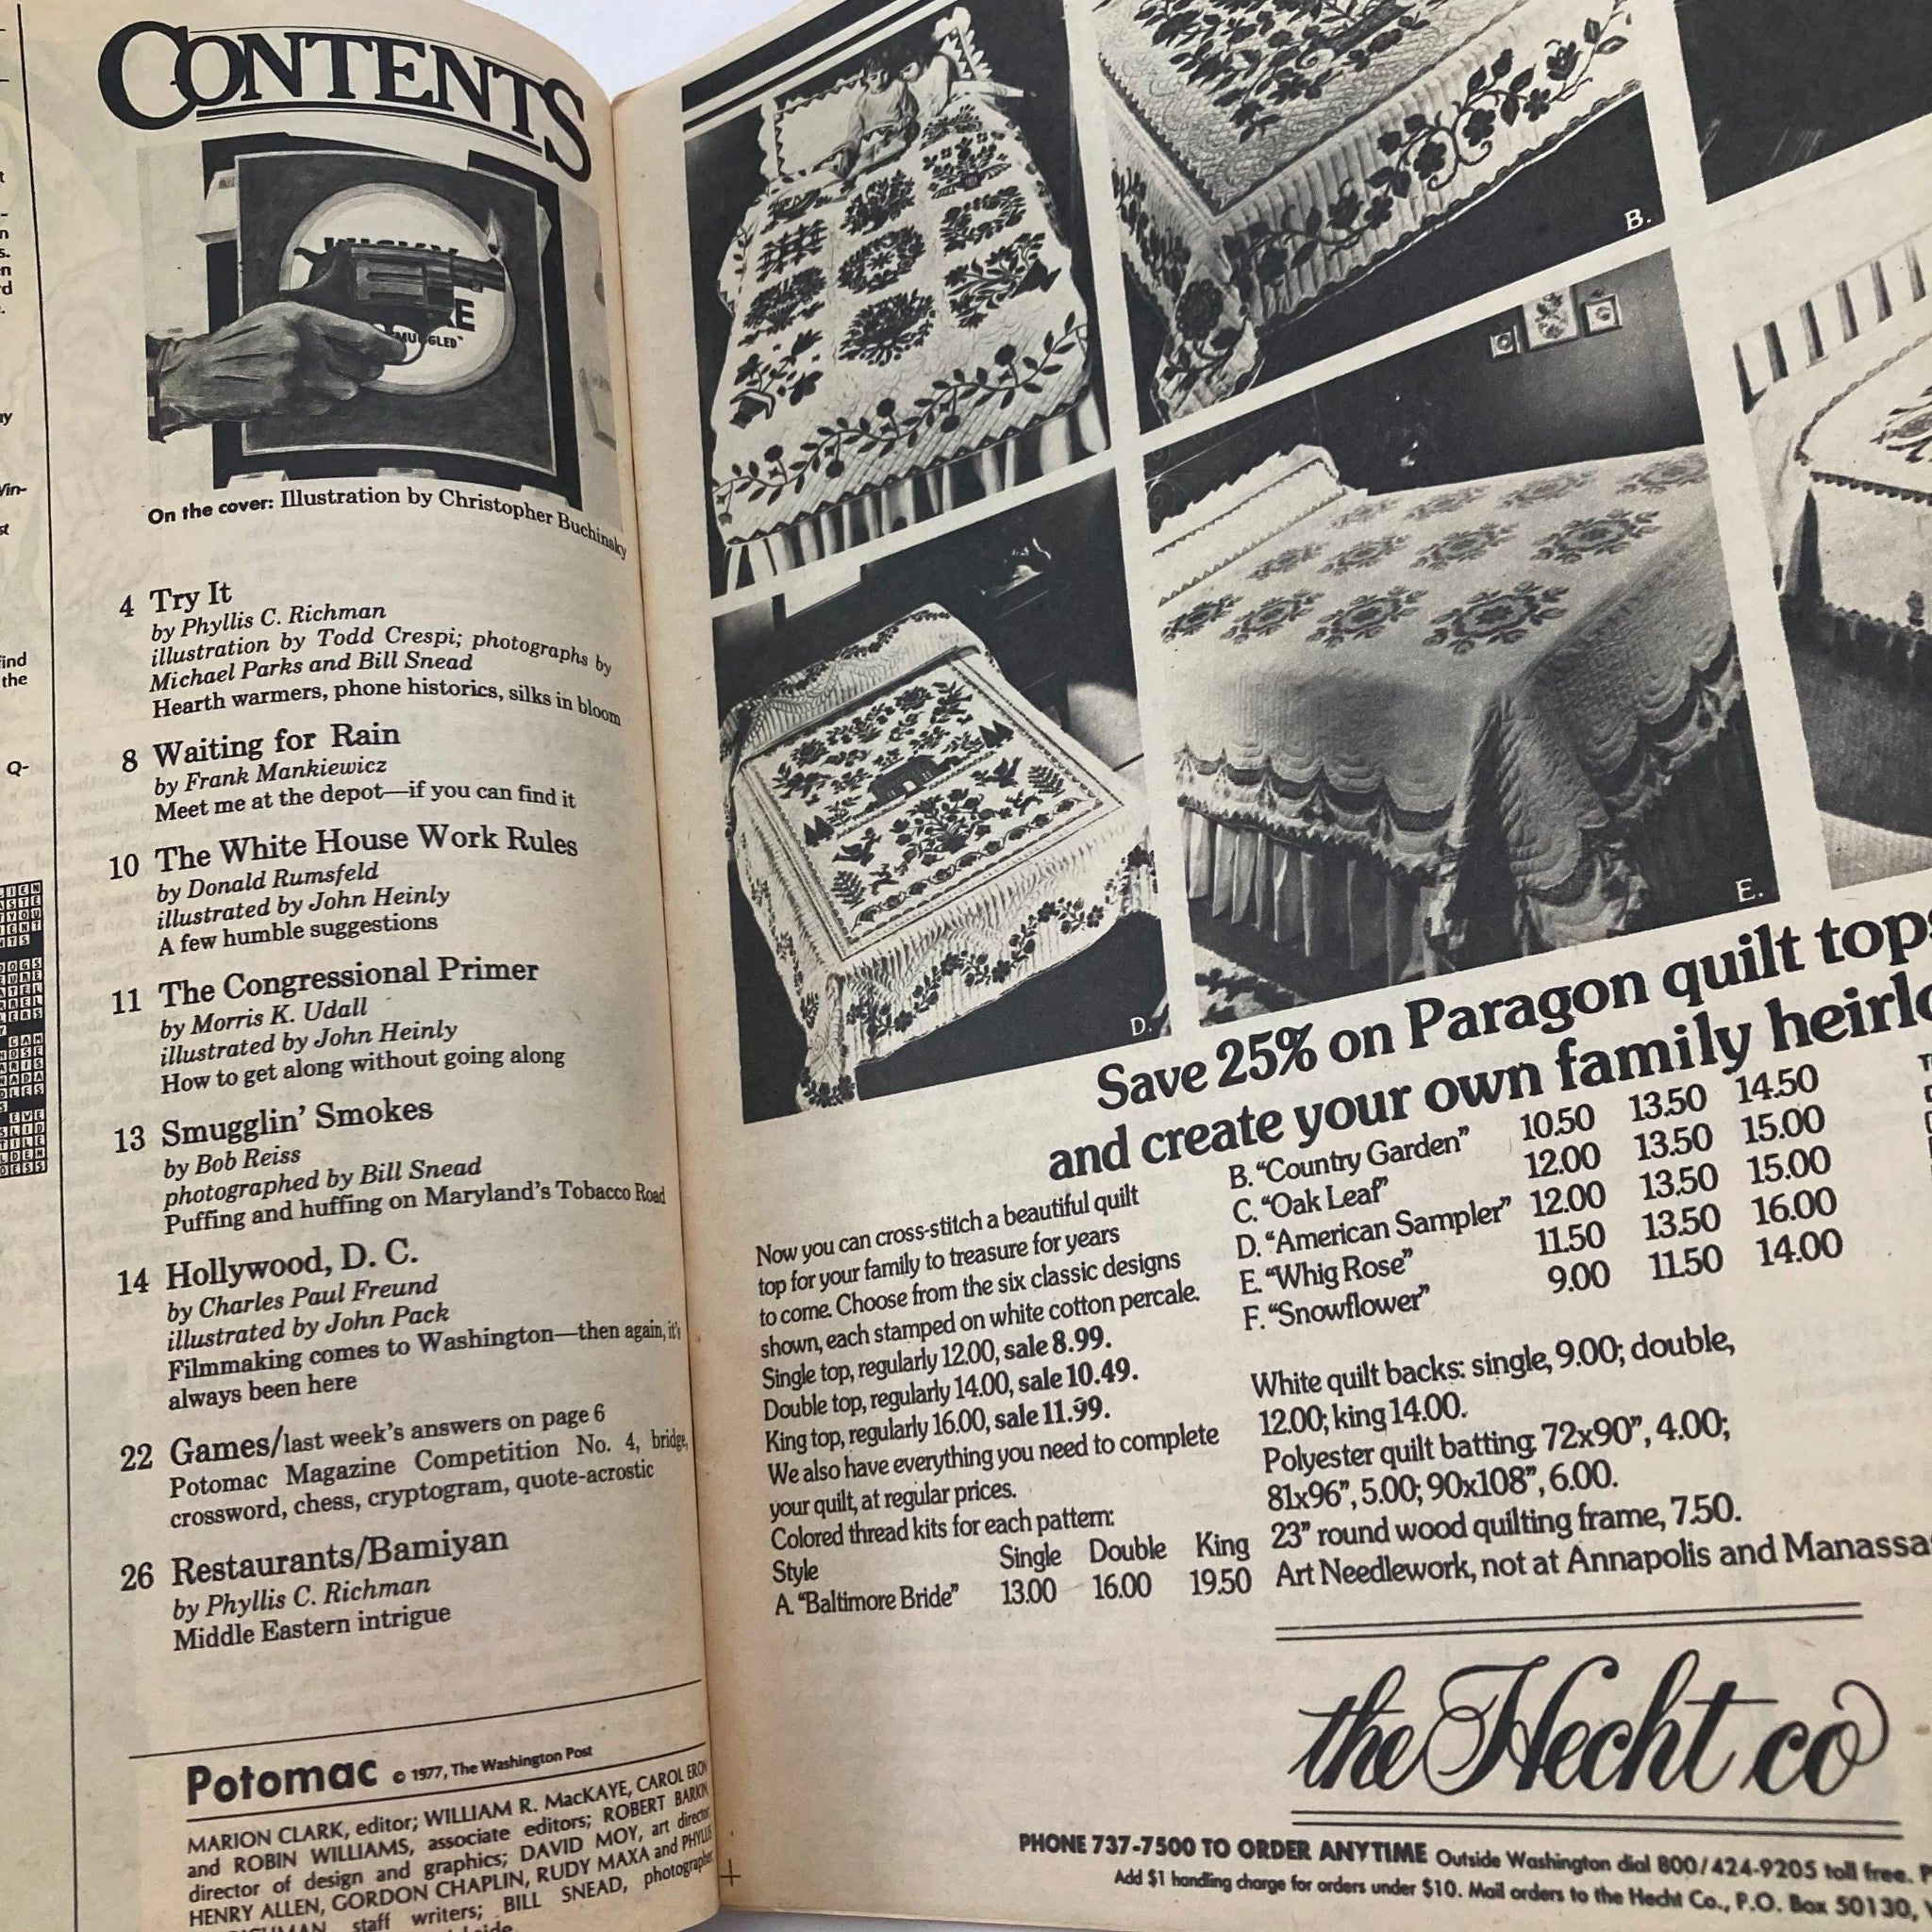 CONTENTS
On the cover: Illustration by Christopher Buchinsky
4 Try It
by Phyllis C. Richman
illustration by Todd Crespi; photographs by
Michael Parks and Bill Snead
Hearth warmers, phone historics, silks in bloom
8 Waiting for Rain
by Frank Mankiewicz
Meet me at the depot—if you can find it
10 The White House Work Rules
by Donald Rumsfeld
illustrated by John Heinly
A few humble suggestions
11 The Congressional Primer
by Morris K. Udall
illustrated by John Heinly
How to get along without going along
13 Smugglin' Smokes
by Bob Reiss
photographed by Bill Snead
Puffing and huffing on Maryland's Tobacco Road
14 Hollywood, D. C.
by Charles Paul Freund
illustrated by John Pack
Filmmaking comes to Washington—then again, it's
always been here
22 Games/last week's answers on page 6
Potomac Magazine Competition No. 4, bridge,
crossword, chess, cryptogram, quote-acrostic
26 Restaurants/Bamiyan
by Phyllis C. Richman
Middle Eastern intrigue
Potomac © 1977, The Washington Post
MARION CLARK, editor; WILLIAM R. MacKAYE, CAROL ERON
and ROBIN WILLIAMS, associate editors; ROBERT BARKIN
director of design and graphics; DAVID MOY, art director;
HENRY ALLEN, GORDON CHAPLIN, RUDY MAXA and PHYLLIS
staff writers; BILL SNEAD, photographer
B.
D.
E.
Save 25% on Paragon quilt tops
and create your own family
Now you can cross-stitch a beautiful quilt
top for your family to treasure for years
to come. Choose from the six classic designs
shown, each stamped on white cotton percale.
Single top, regularly 12.00, sale 8.99.
Double top, regularly 14.00, sale 10.49.
King top, regularly 16.00, sale 11.99.
We also have everything you need to complete
your quilt, at regular prices.
Colored thread kits for each pattern:
Style Single Double King
A. "Baltimore Bride" 13.00 16.00 19.50
B. "Country Garden" 10.50 13.50 14.50
C. "Oak Leaf" 12.00 13.50 15.00
D. "American Sampler" 12.00 13.50 15.00
E. "Whig Rose" 11.50 13.50 16.00
F. "Snowflower" 9.00 11.50 14.00
White quilt backs: single, 9.00; double,
12.00; king 14.00.
Polyester quilt batting, 72x90", 4.00;
81x96", 5.00; 90x108", 6.00.
23" round wood quilting frame, 7.50.
Art Needlework, not at Annapolis and Manassa
the Hecht co
PHONE 737-7500 TO ORDER ANYTIME Outside Washington dial 800/424-9205 toll free.
Add $1 handling charge for orders under $10. Mail orders to the Hecht Co., P.O. Box 50130,